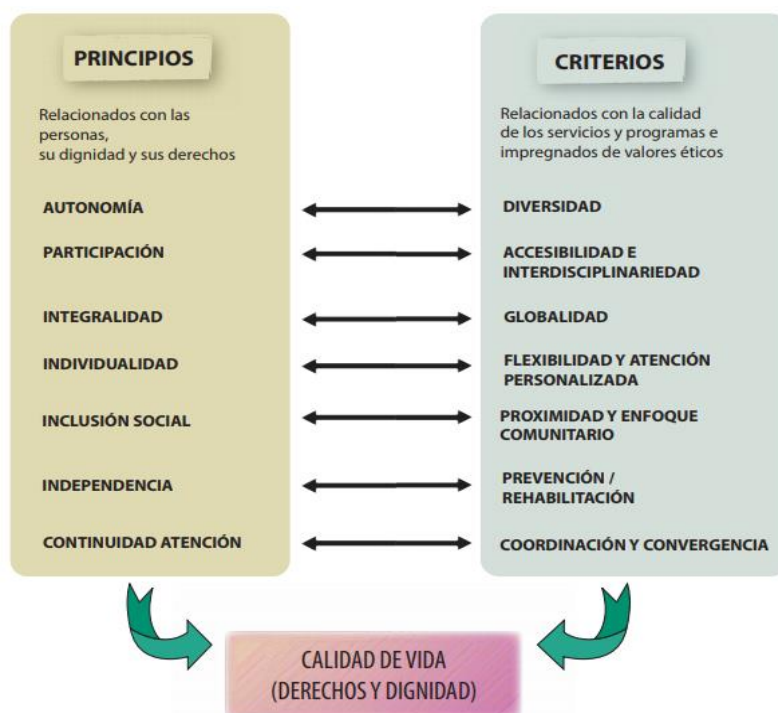 PRINCIPIOS
Relacionados con las
personas,
su dignidad y sus derechos
AUTONOMÍA
PARTICIPACIÓN
INTEGRALIDAD
INDIVIDUALIDAD
INCLUSIÓN SOCIAL
INDEPENDENCIA
CONTINUIDAD ATENCIÓN
CRITERIOS
Relacionados con la calidad
de los servicios y programas e
impregnados de valores éticos
DIVERSIDAD
ACCESIBILIDAD E
INTERDISCIPLINARIEDAD
GLOBALIDAD
FLEXIBILIDAD Y ATENCIÓN
PERSONALIZADA
PROXIMIDAD Y ENFOQUE
COMUNITARIO
PREVENCIÓN /
REHABILITACIÓN
COORDINACIÓN Y CONVERGENCIA
CALIDAD DE VIDA
(DERECHOS Y DIGNIDAD)